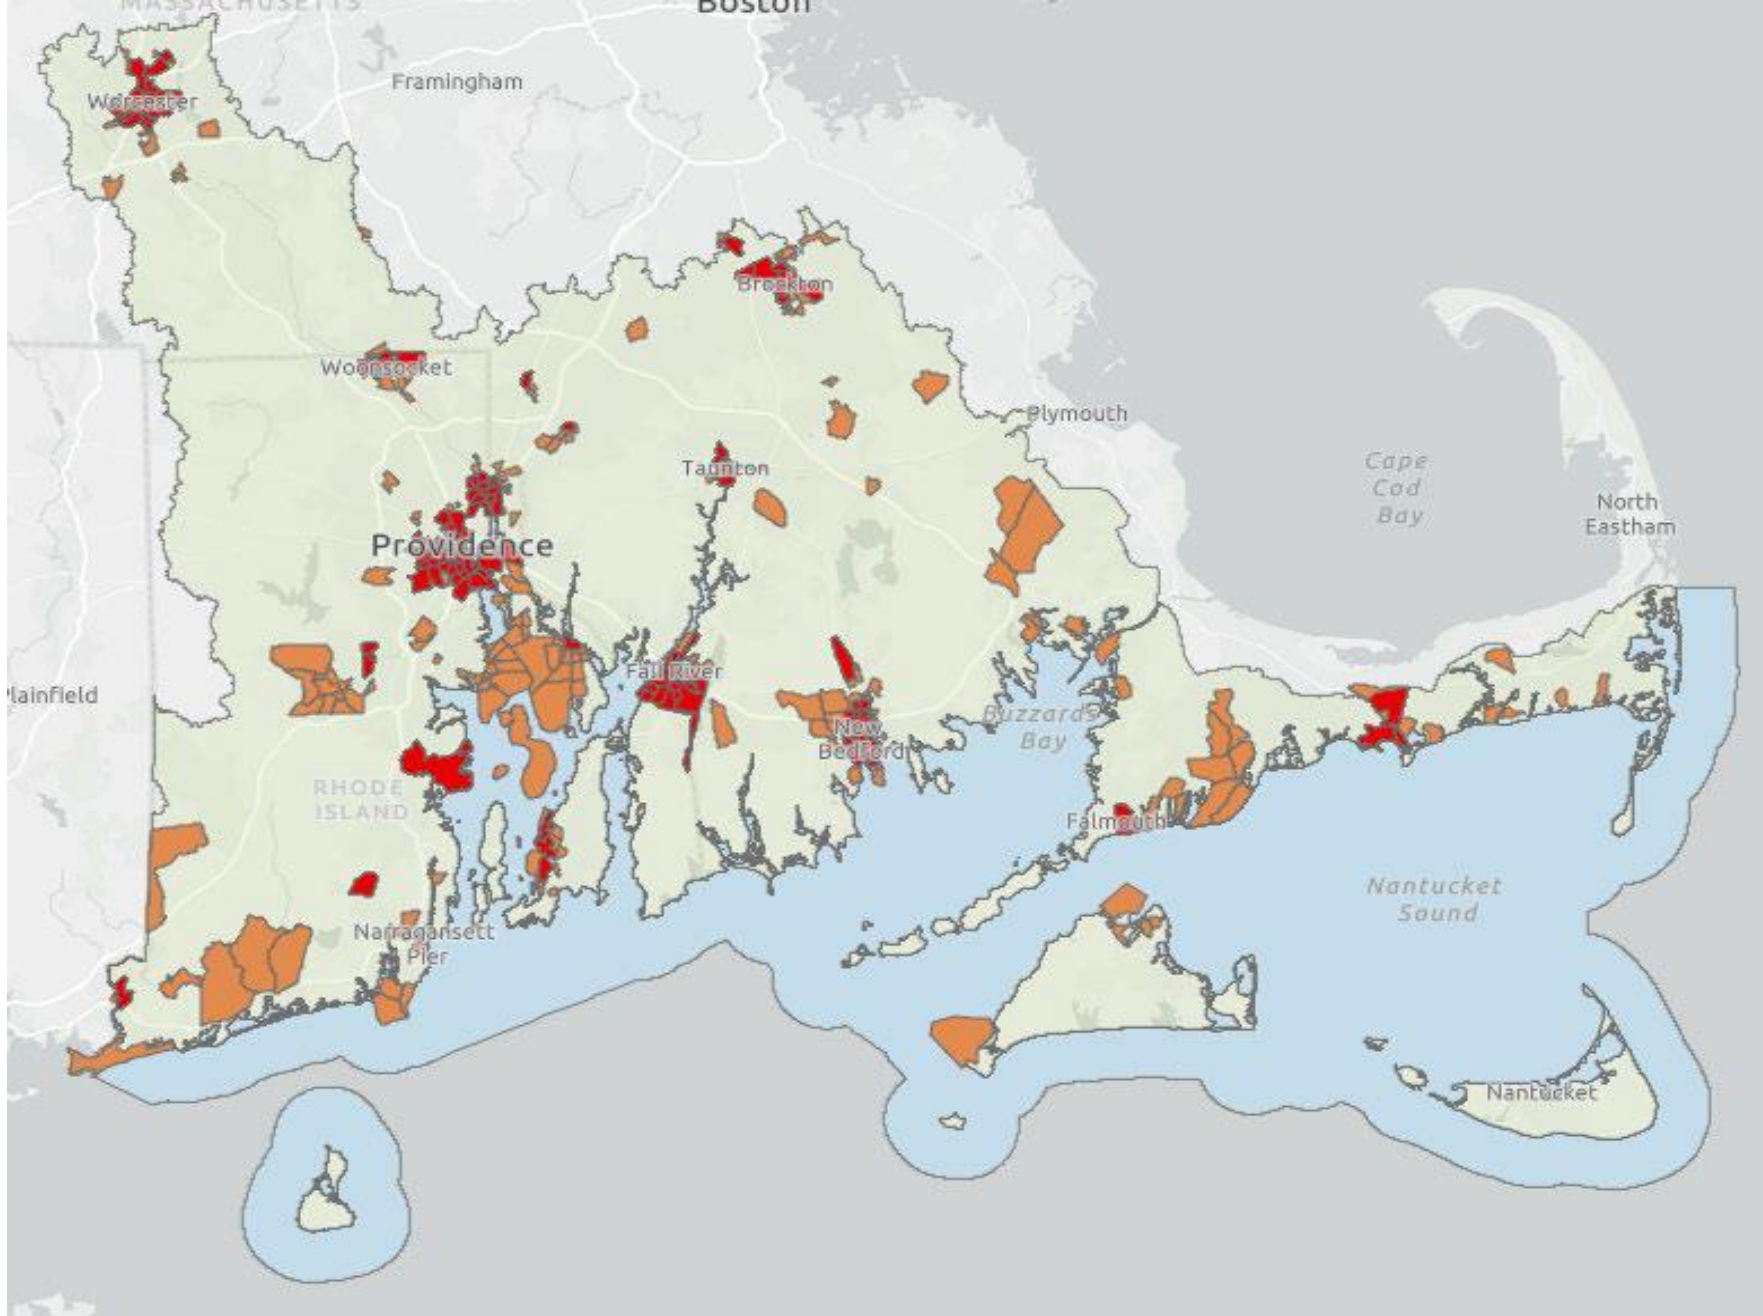 MASSACHUSETTS
Boston
Framingham
Worcester
Brockton
Woonsocket
Plymouth
Taunton
Cape
Cod
Bay
North
Eastham
Providence
Fall River
Plainfield
New
Bedford
Buzzards
Bay
RHODE
ISLAND
Falmouth
Nantucket
Sound
Narragansett
Pier
Nantucket